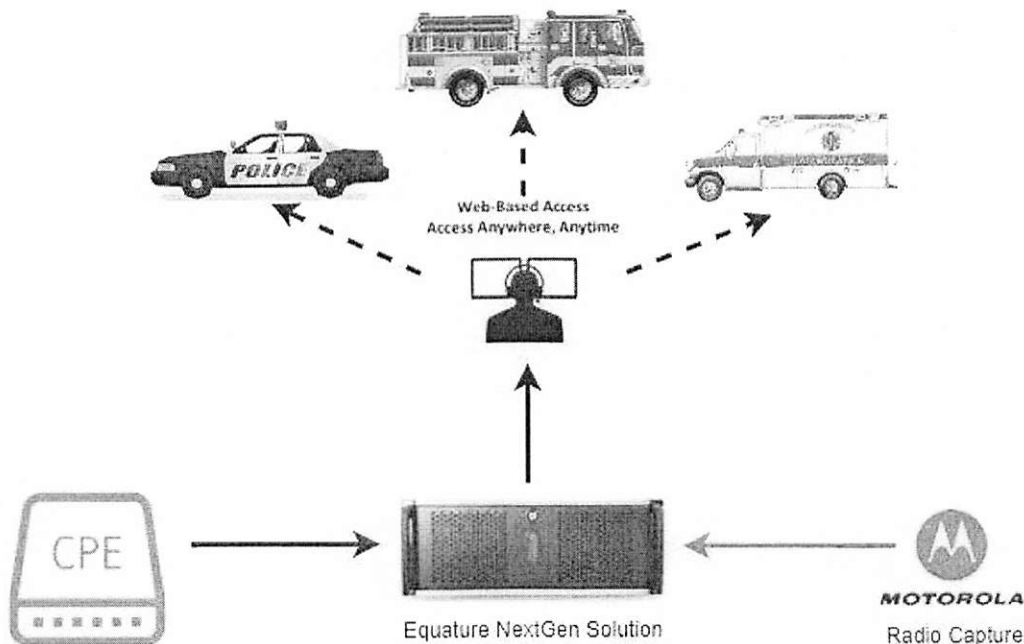 POLICE
Web-Based Access
Access Anywhere, Anytime
CPE
MOTOROLA
Equature NextGen Solution
Radio Capture